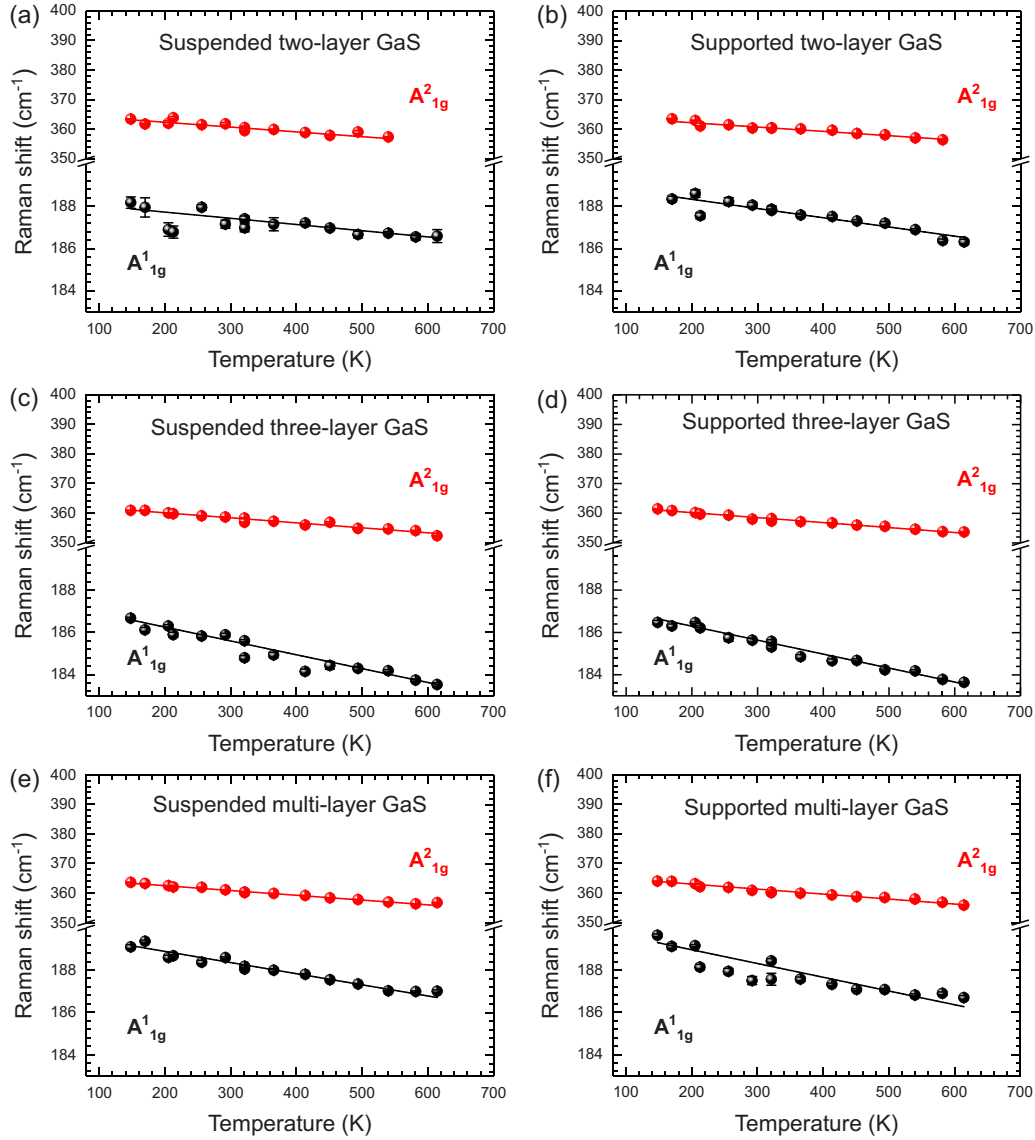 (a)
Suspended two-layer GaS
A²₁g
A¹₁g
Raman shift (cm⁻¹)
400
390
380
370
360
350
188
186
184
100 200 300 400 500 600 700
Temperature (K)
(b)
Supported two-layer GaS
A²₁g
A¹₁g
Raman shift (cm⁻¹)
400
390
380
370
360
350
188
186
184
100 200 300 400 500 600 700
Temperature (K)
(c)
Suspended three-layer GaS
A²₁g
A¹₁g
Raman shift (cm⁻¹)
400
390
380
370
360
350
188
186
184
100 200 300 400 500 600 700
Temperature (K)
(d)
Supported three-layer GaS
A²₁g
A¹₁g
Raman shift (cm⁻¹)
400
390
380
370
360
350
188
186
184
100 200 300 400 500 600 700
Temperature (K)
(e)
Suspended multi-layer GaS
A²₁g
A¹₁g
Raman shift (cm⁻¹)
400
390
380
370
360
350
188
186
184
100 200 300 400 500 600 700
Temperature (K)
(f)
Supported multi-layer GaS
A²₁g
A¹₁g
Raman shift (cm⁻¹)
400
390
380
370
360
350
188
186
184
100 200 300 400 500 600 700
Temperature (K)